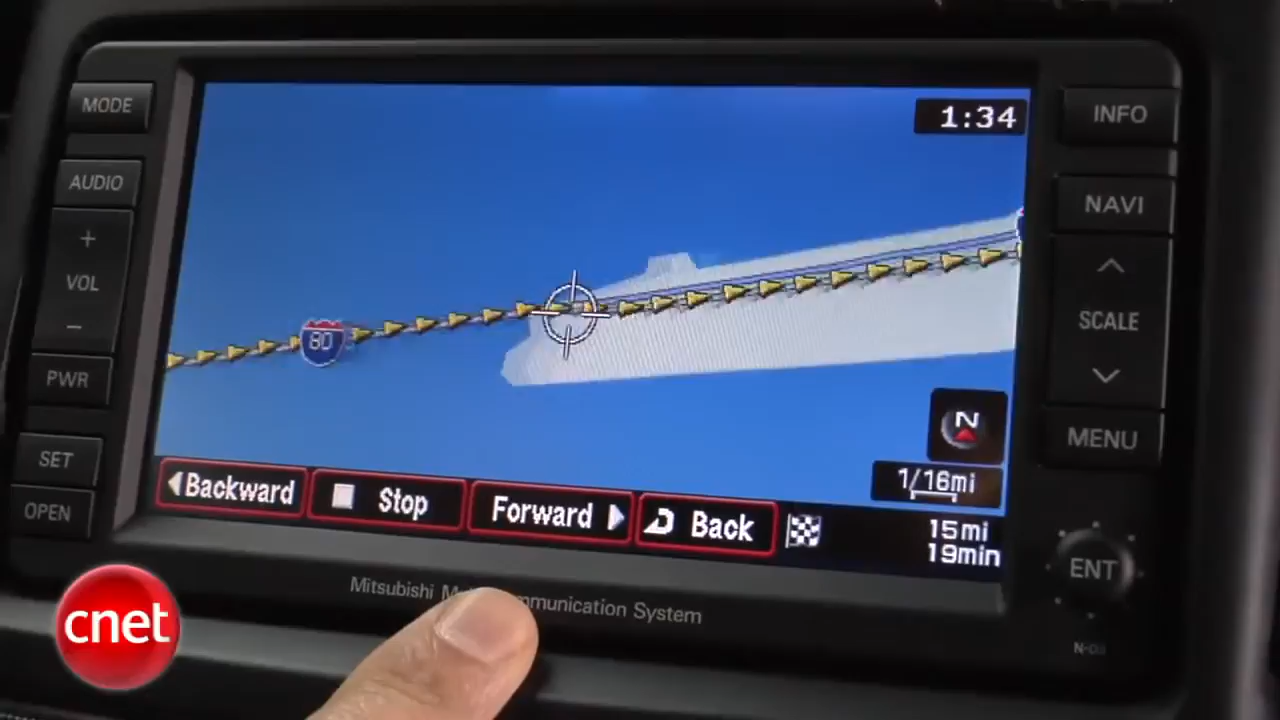 MODE
AUDIO
+
VOL
−
PWR
SET
OPEN
1:34
80
N
1/16mi
Backward
Stop
Forward
Back
15mi
19min
INFO
NAVI
SCALE
MENU
ENT
Mitsubishi
mmunication System
cnet